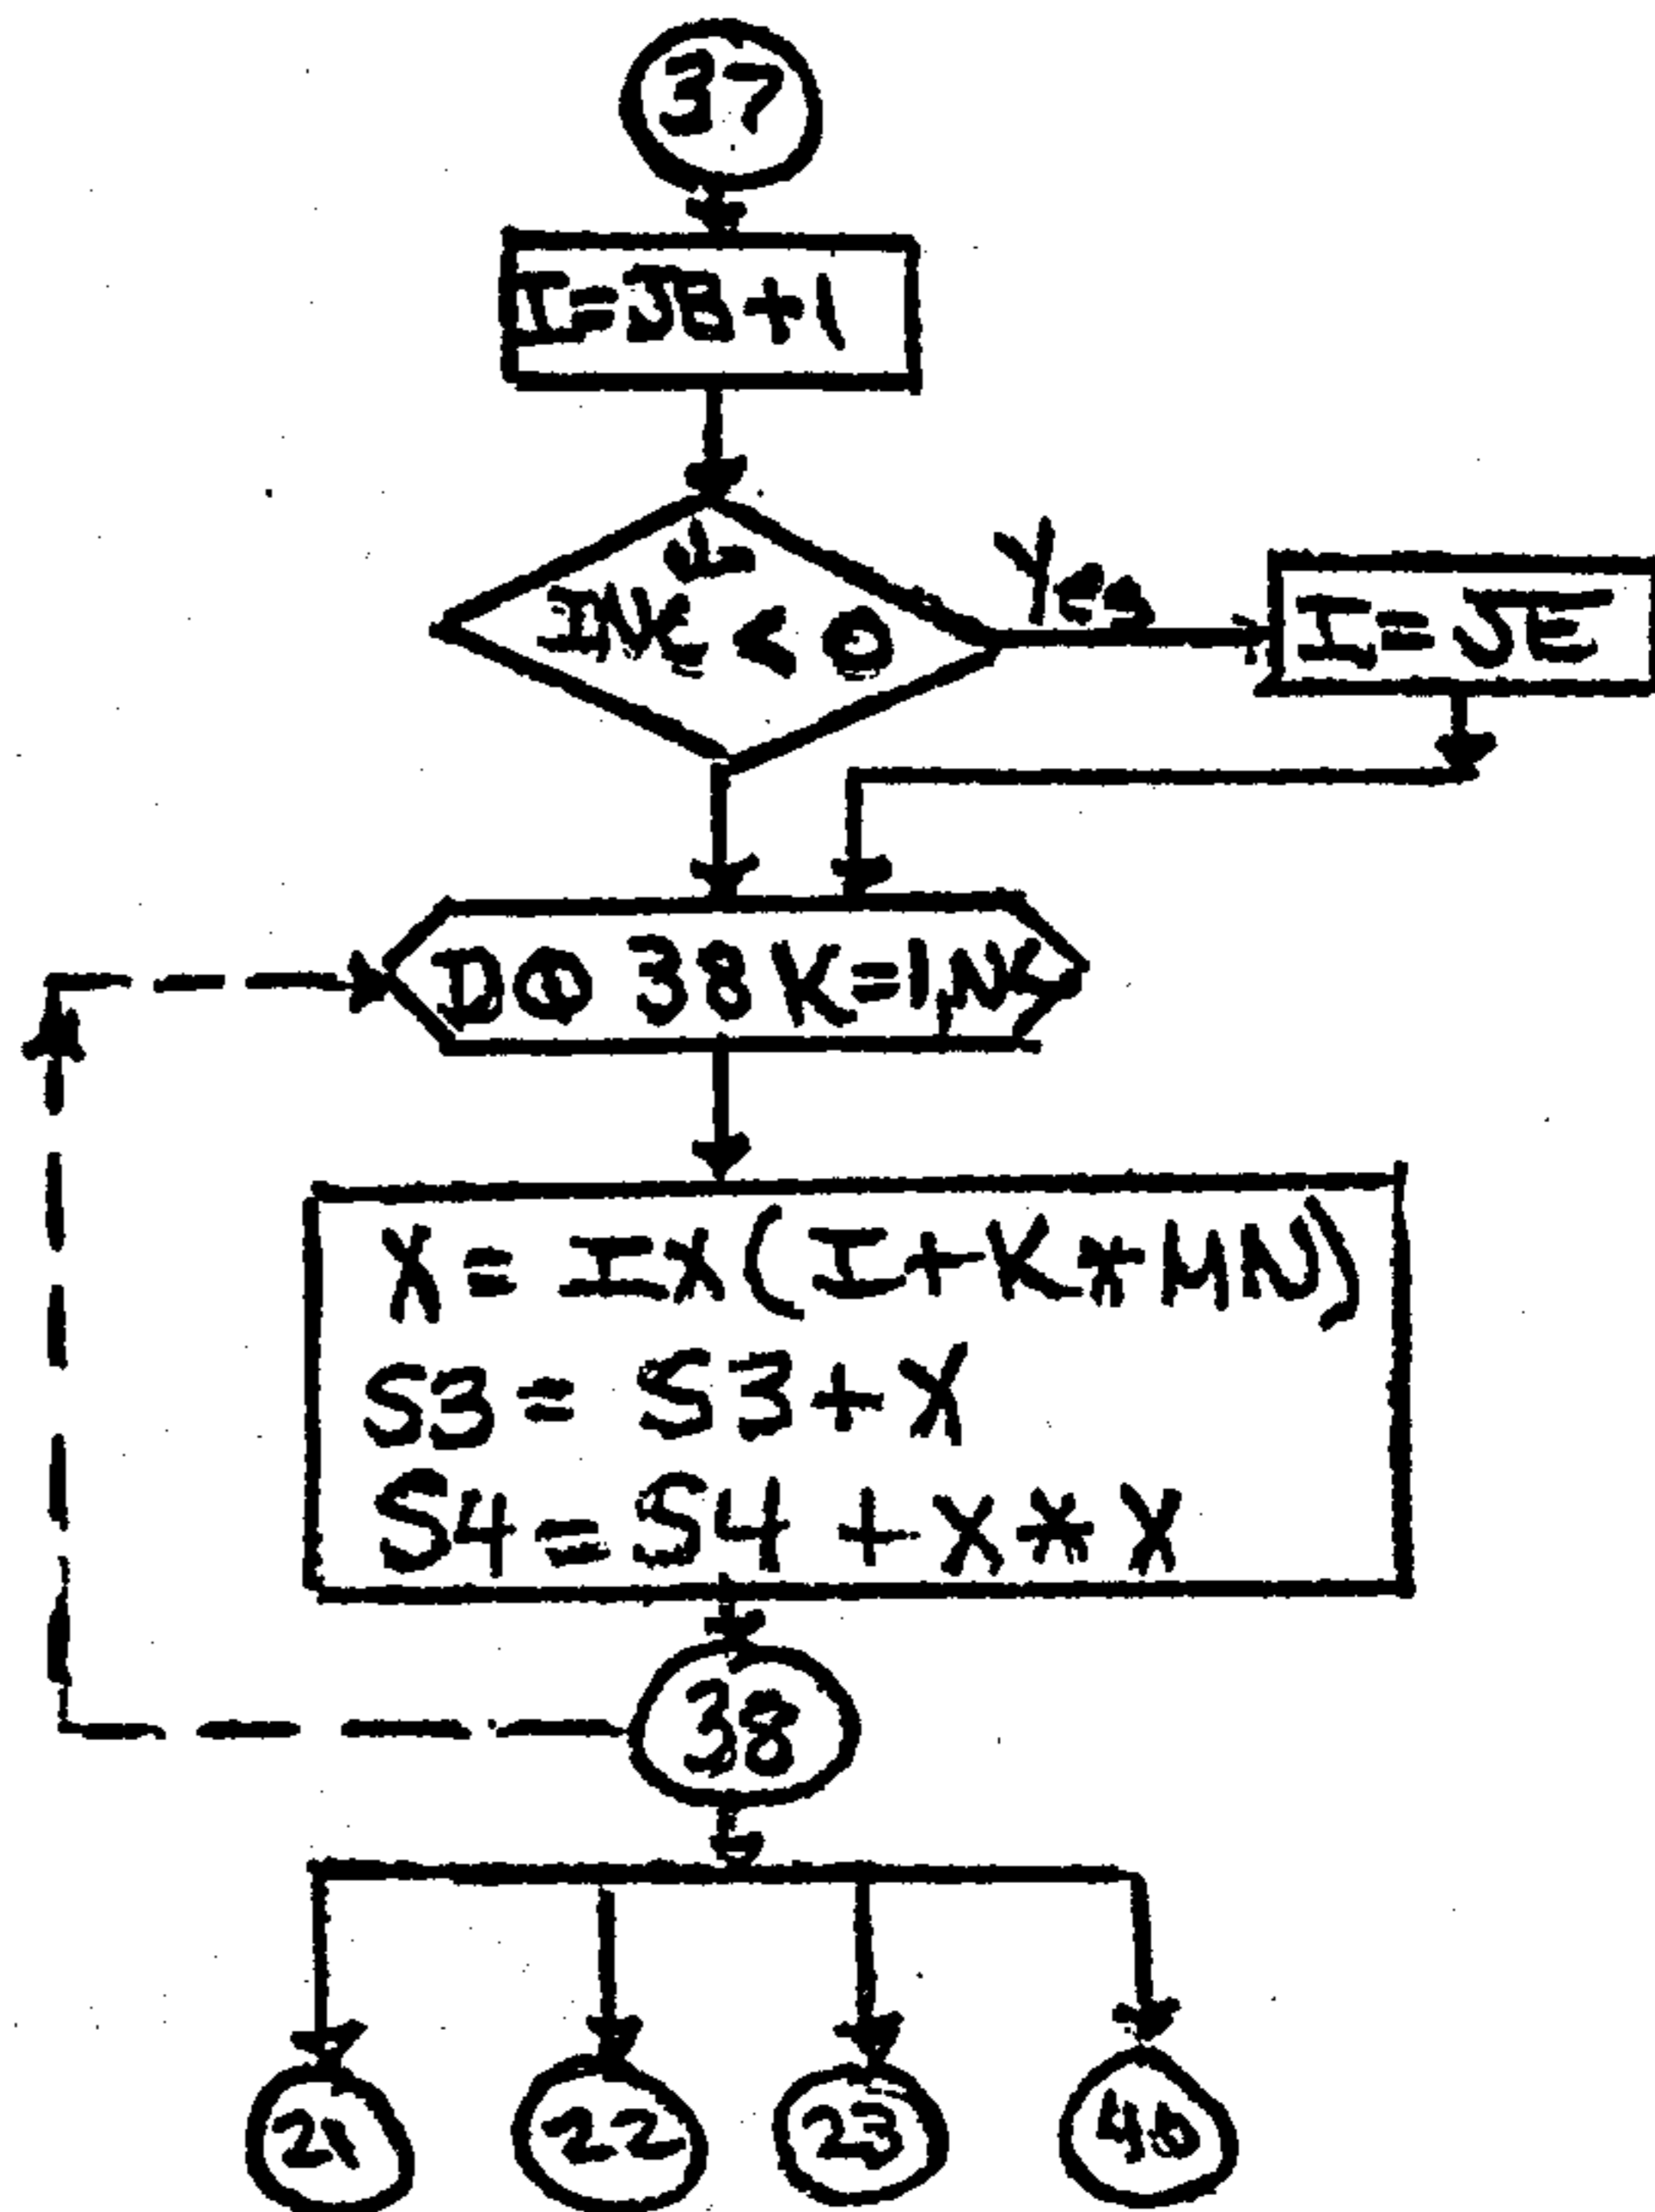 37
I=JB+1
↓
INC < 0
Yes
I=JE
DO 38 K=1,NK
X = IX(I+K*MN)
S3 = S3+X
S4 = S4 + X * X
38
21
22
23
40